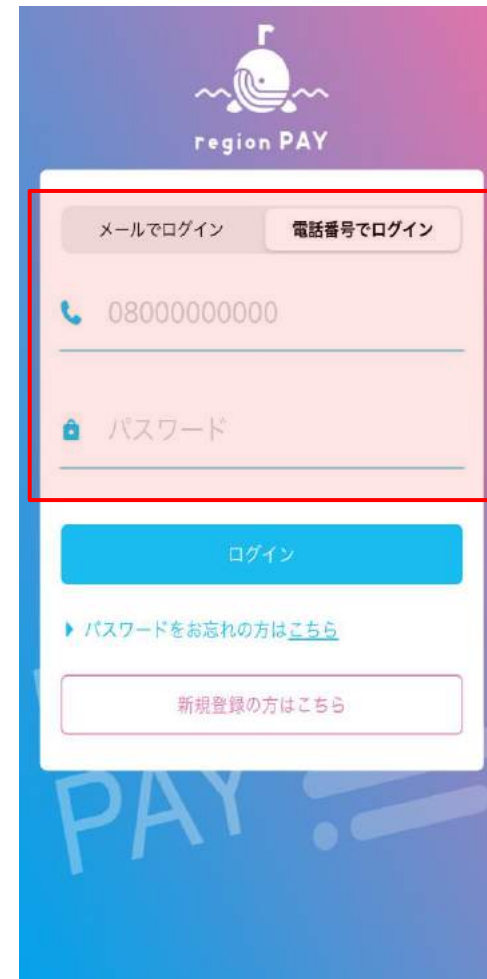 r
region PAY
メールでログイン 電話番号でログイン
08000000000
パスワード
ログイン
パスワードをお忘れの方はこちら
新規登録の方はこちら
PAY